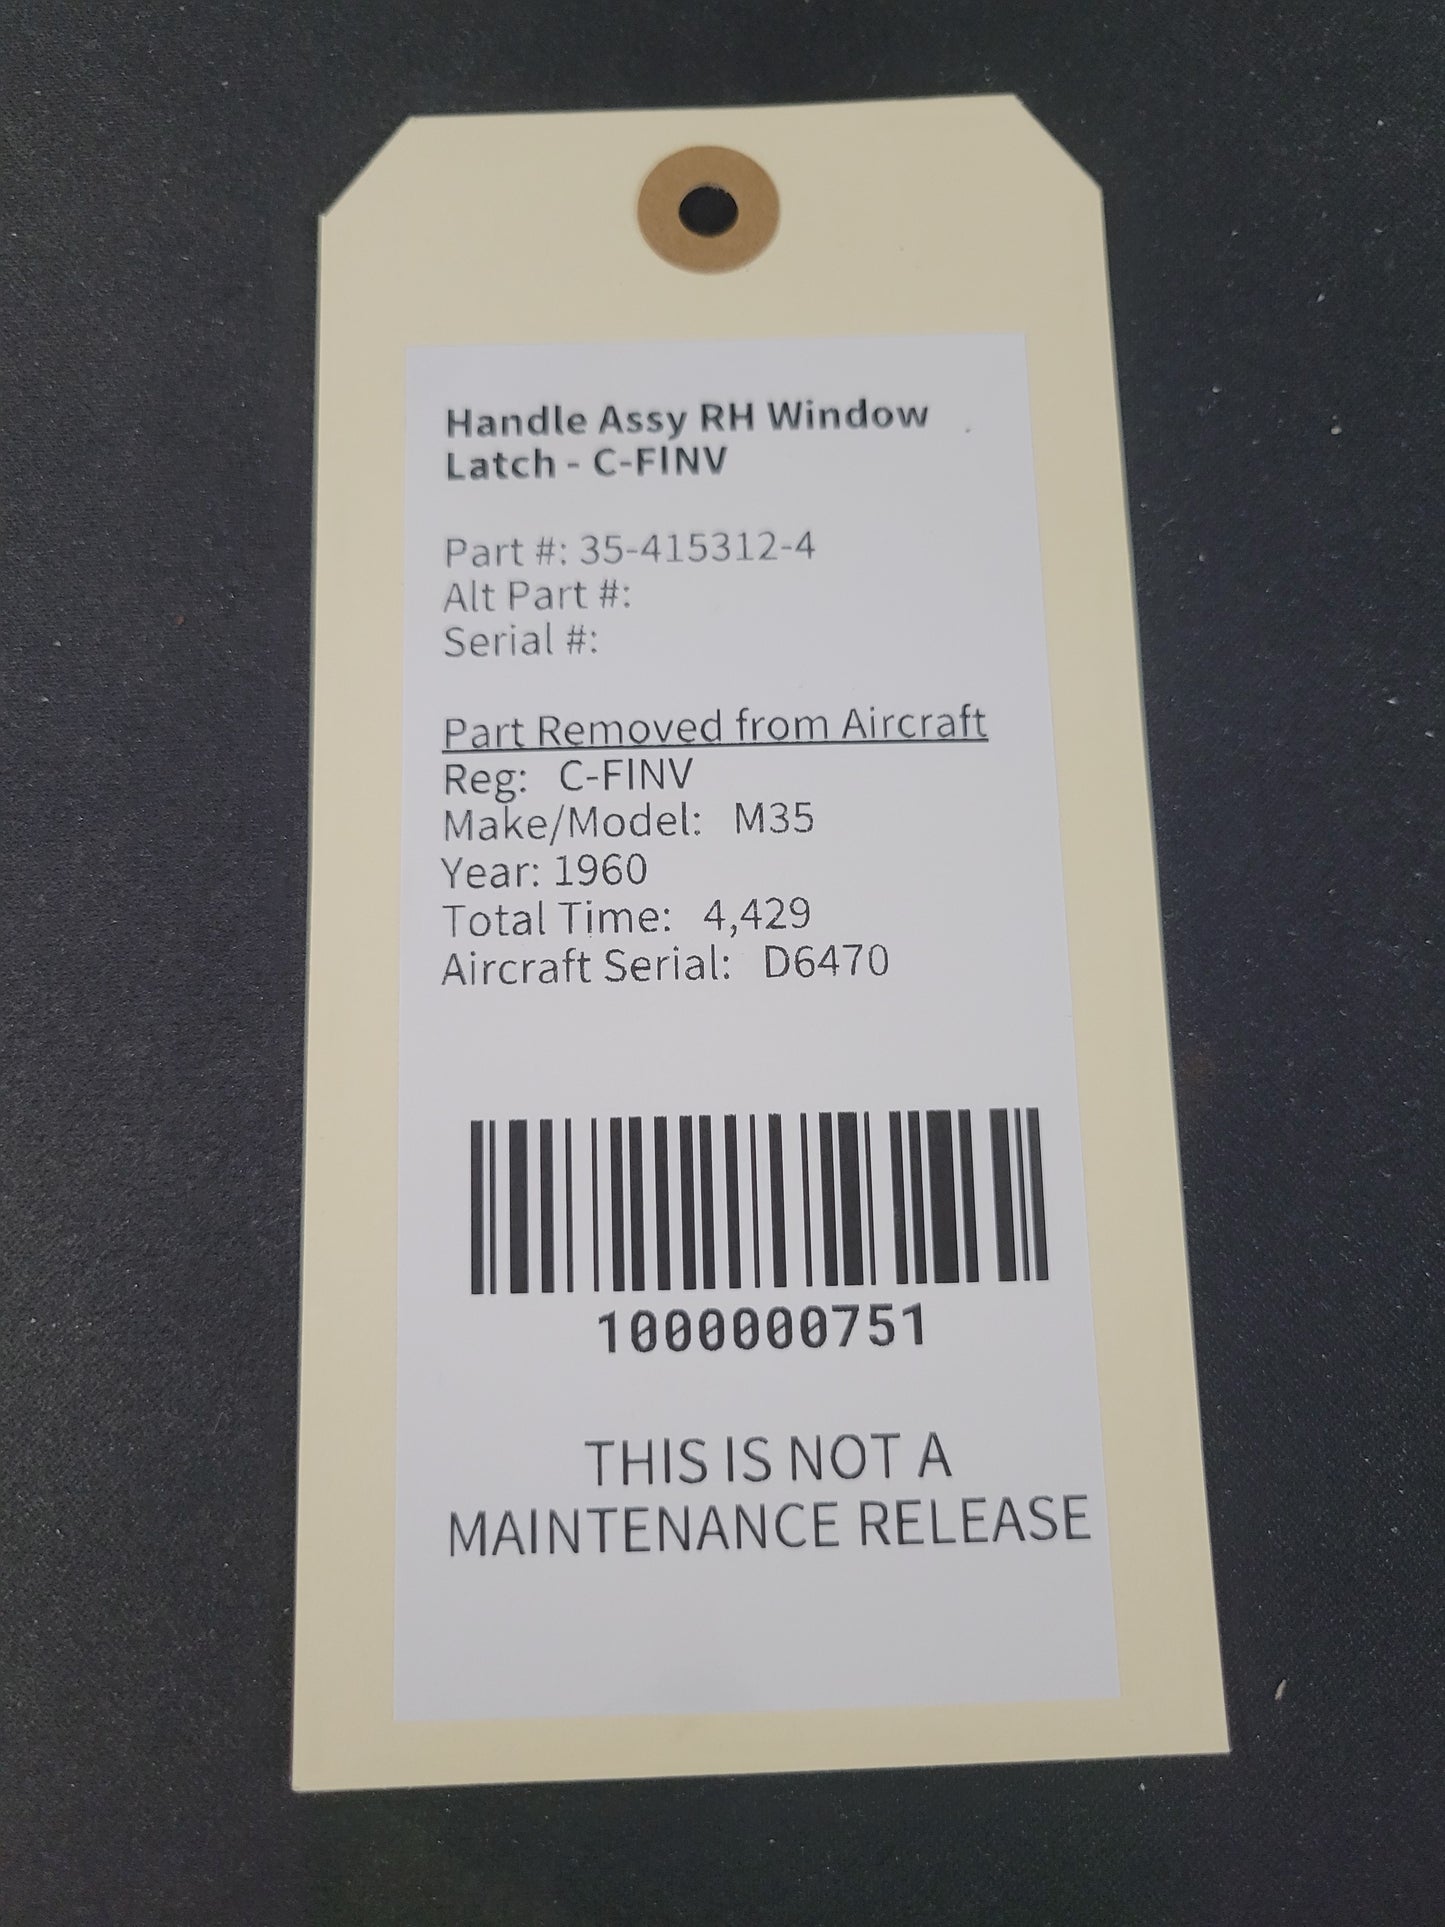 Handle Assy RH Window
Latch - C-FINV
Part #: 35-415312-4
Alt Part #:
Serial #:
Part Removed from Aircraft
Reg: C-FINV
Make/Model: M35
Year: 1960
Total Time: 4,429
Aircraft Serial: D6470
1000000751
THIS IS NOT A
MAINTENANCE RELEASE